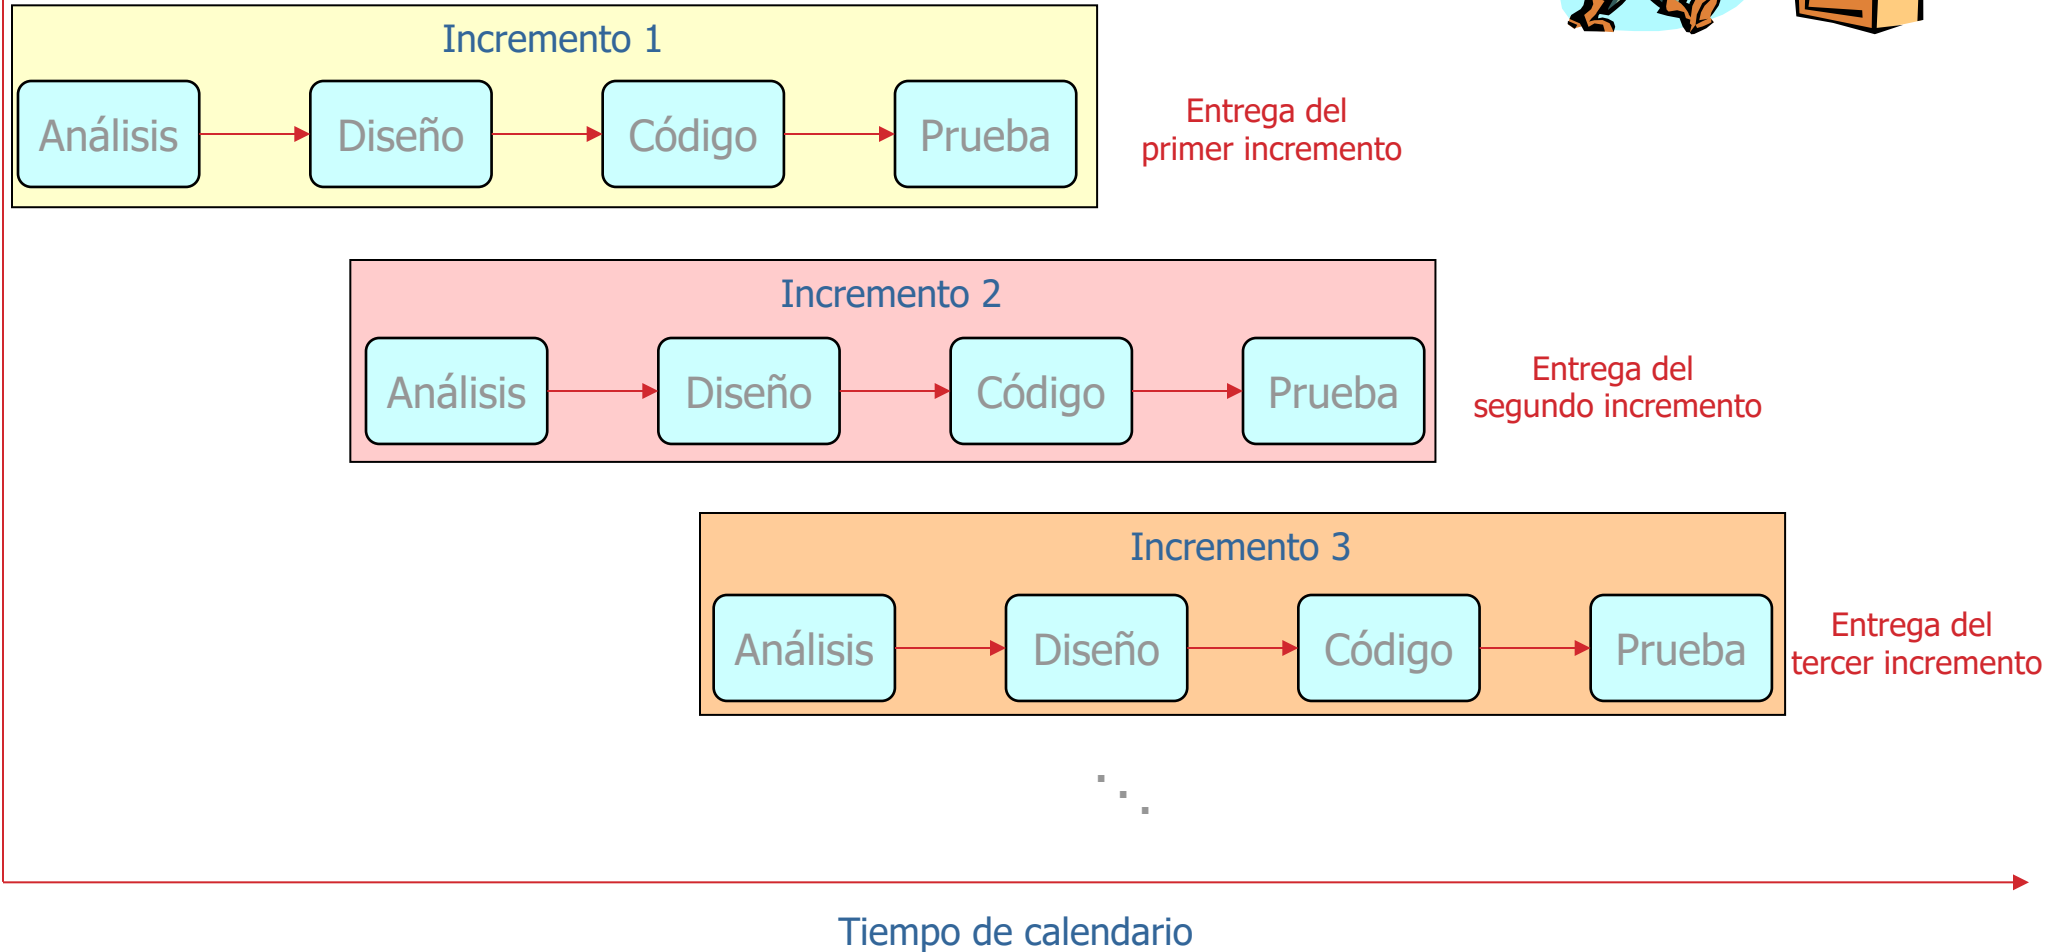 Incremento 1
Análisis
Diseño
Código
Prueba
Entrega del
primer incremento
Incremento 2
Análisis
Diseño
Código
Prueba
Entrega del
segundo incremento
Incremento 3
Análisis
Diseño
Código
Prueba
Entrega del
tercer incremento
Tiempo de calendario